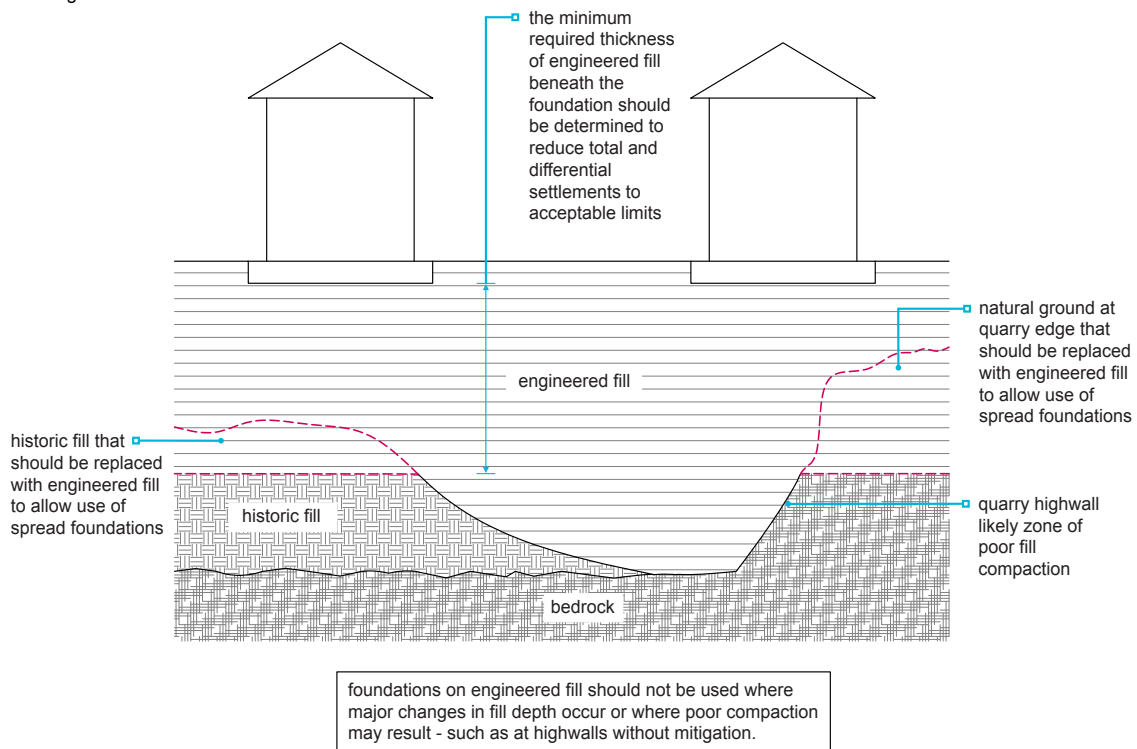 the minimum
required thickness
of engineered fill
beneath the
foundation should
be determined to
reduce total and
differential
settlements to
acceptable limits
natural ground at
quarry edge that
should be replaced
with engineered fill
to allow use of
spread foundations
engineered fill
historic fill that
should be replaced
with engineered fill
to allow use of
spread foundations
historic fill
quarry highwall
likely zone of
poor fill
compaction
bedrock
foundations on engineered fill should not be used where
major changes in fill depth occur or where poor compaction
may result - such as at highwalls without mitigation.